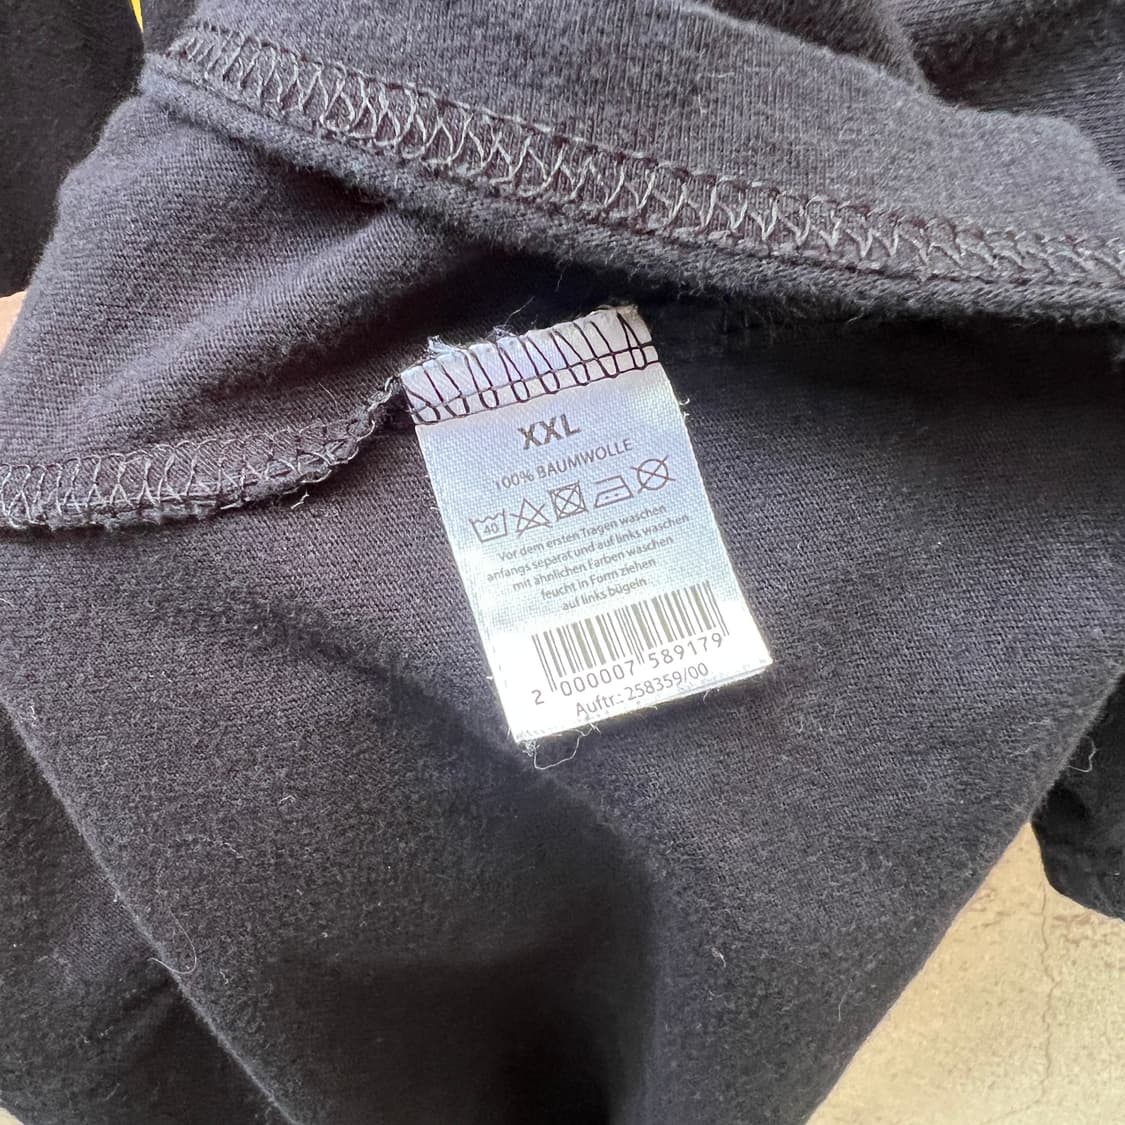 XXL
100% BAUMWOLLE
40
Vor dem ersten Tragen waschen
anfangs separat und auf links waschen
mit ähnlichen Farben waschen
feucht in Form ziehen
auf links bügeln
2 000007 589179
Auftr.: 258359/00